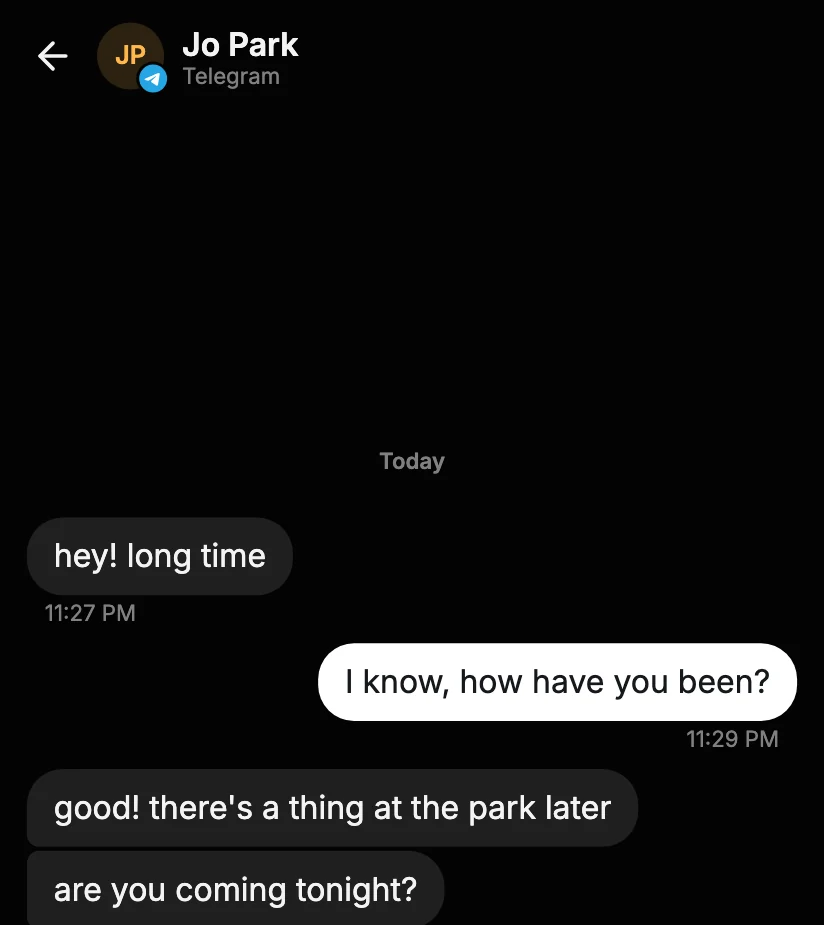 JP
Jo Park
Telegram
Today
hey! long time
11:27 PM
I know, how have you been?
11:29 PM
good! there's a thing at the park later
are you coming tonight?